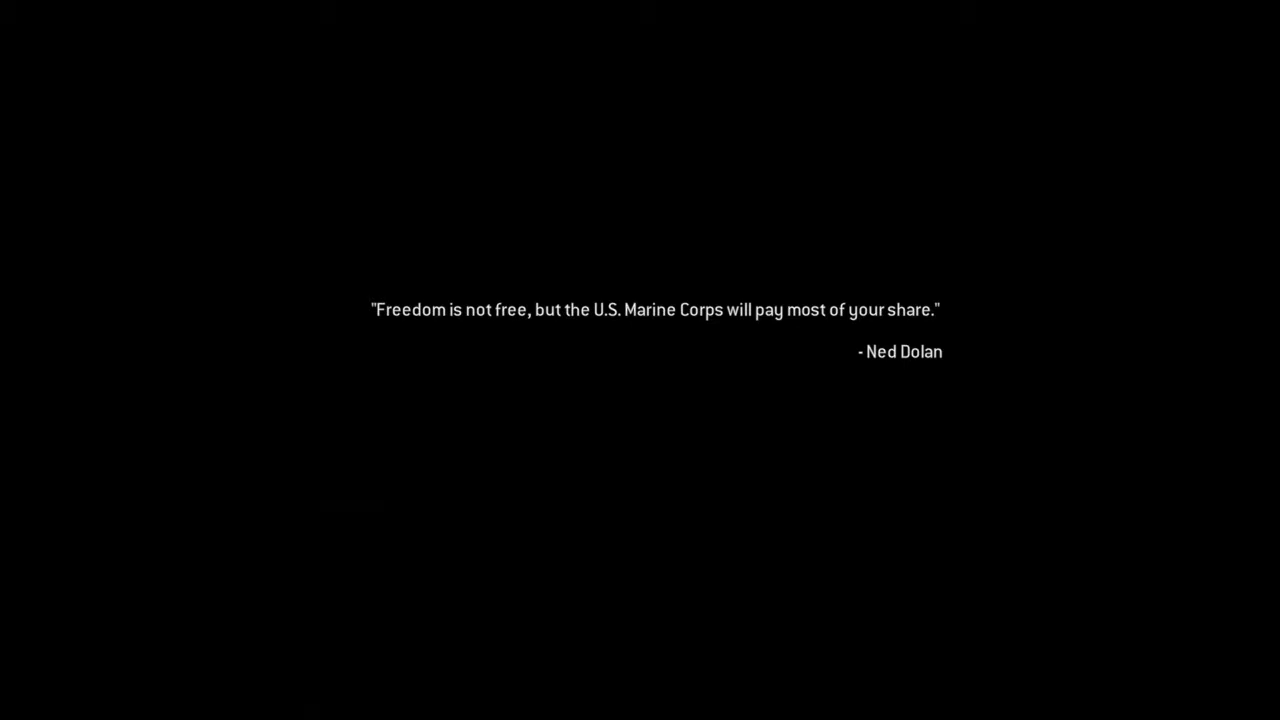 "Freedom is not free, but the U.S. Marine Corps will pay most of your share."
- Ned Dolan